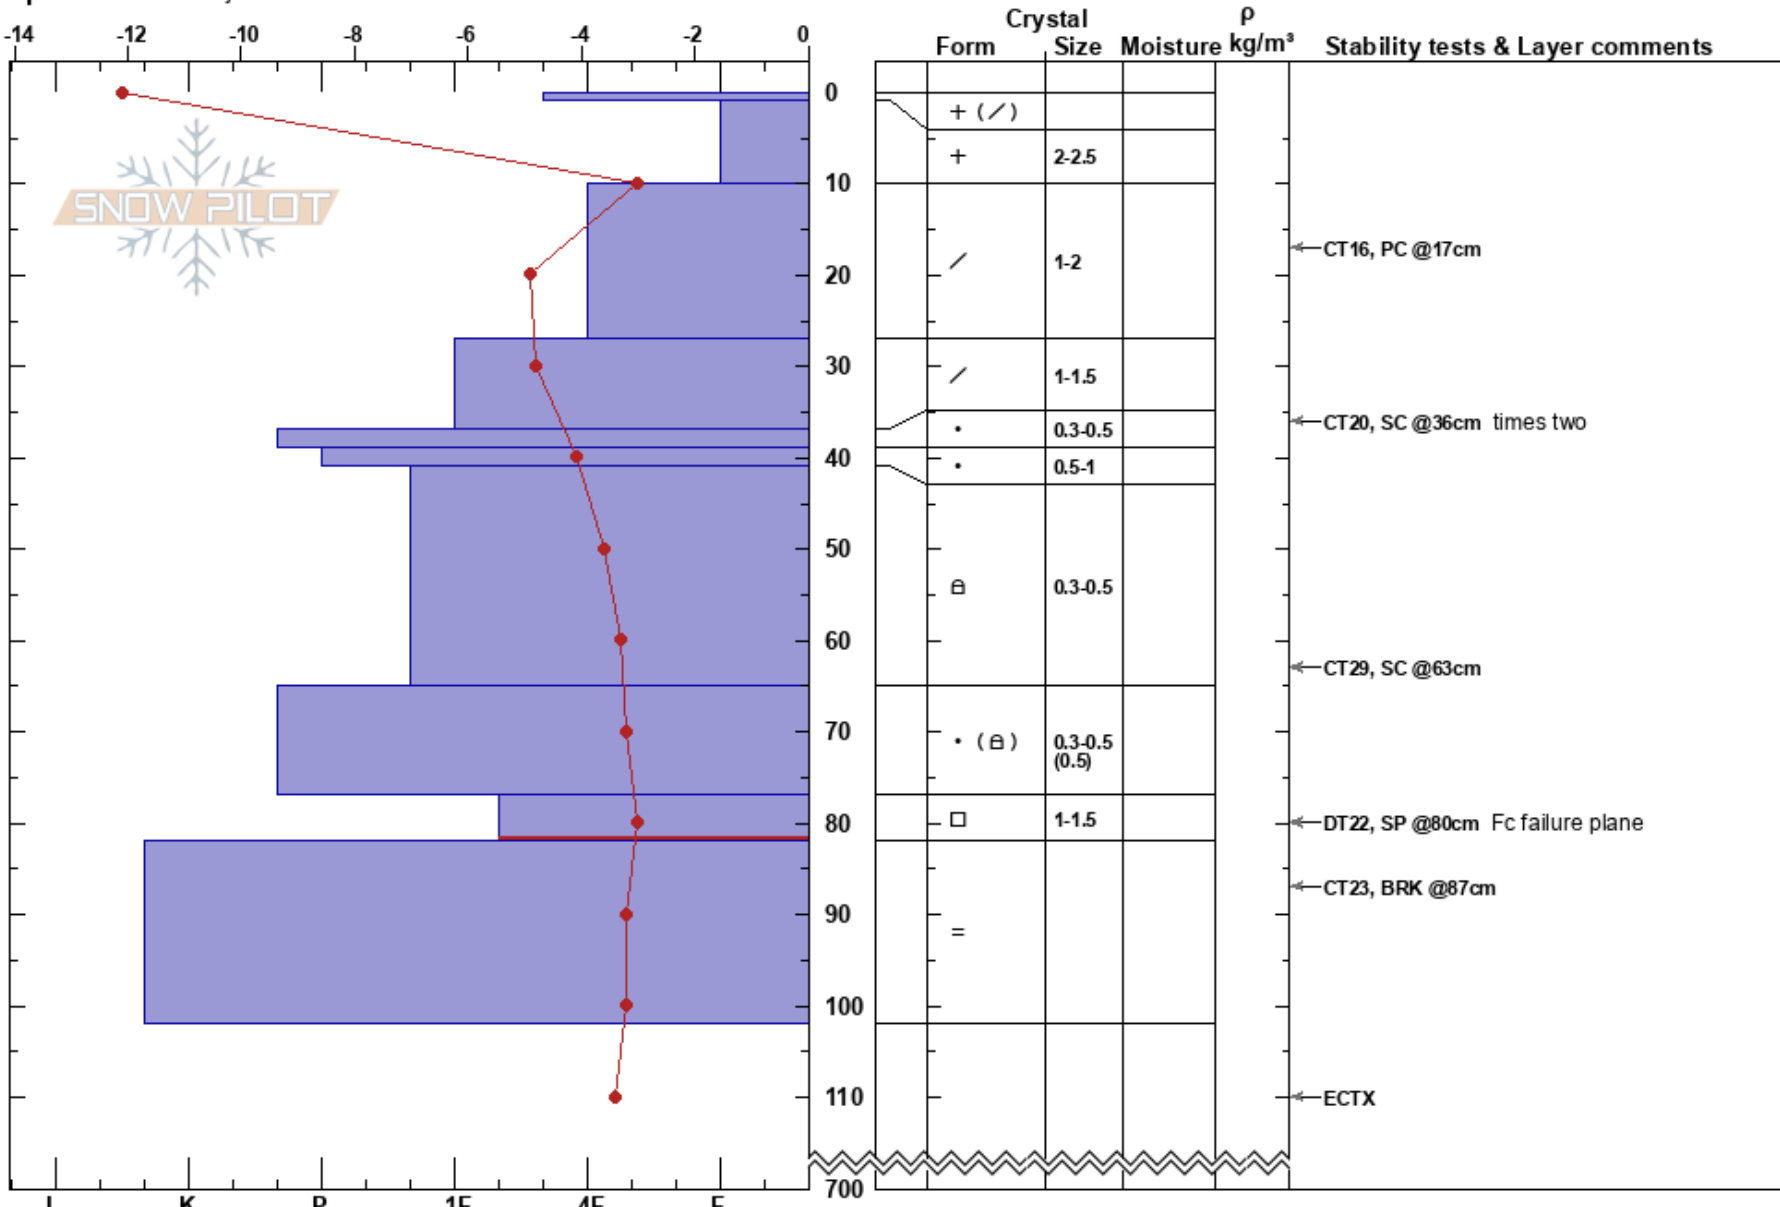 -14 -12 -10 -8 -6 -4 -2 0
Crystal
Form Size Moisture
ρ
kg/m³
Stability tests & Layer comments
SNOW PILOT
0
+ ( / )
+ 2-2.5
10
CT16, PC @17cm
/ 1-2
20
30
/ 1-1.5
CT20, SC @36cm times two
• 0.3-0.5
40
• 0.5-1
50
0.3-0.5
60
CT29, SC @63cm
70
• ( ) 0.3-0.5
(0.5)
80
□ 1-1.5
DT22, SP @80cm Fc failure plane
CT23, BRK @87cm
90
=
100
110
ECTX
700
I K P 1F 4F F